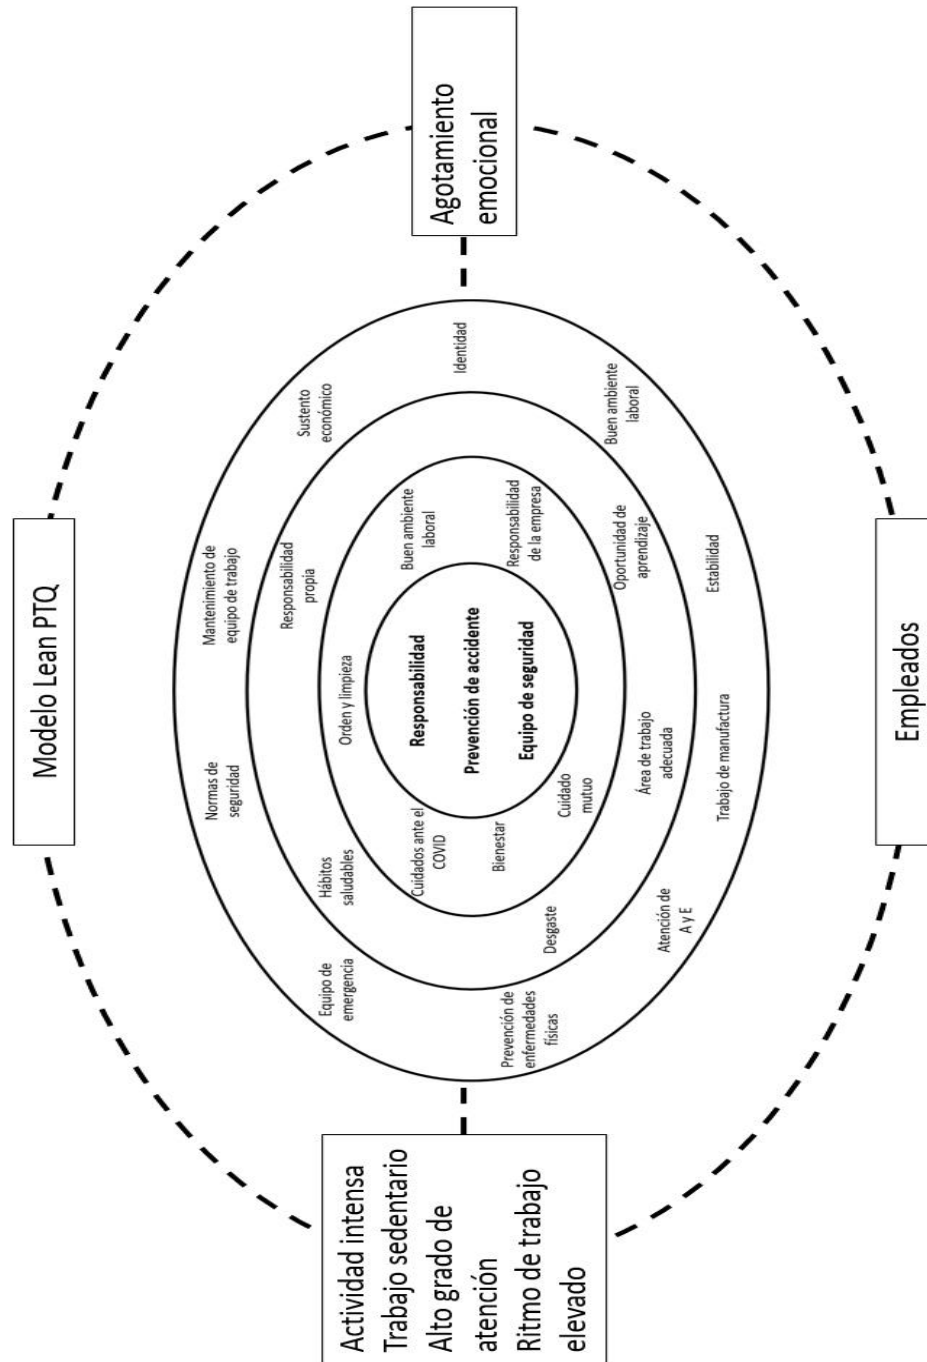 Modelo Lean PTQ
Actividad intensa
Trabajo sedentario
Alto grado de
atención
Ritmo de trabajo
elevado
Agotamiento
emocional
Empleados
Normas de
seguridad
Mantenimiento de
equipo de trabajo
Equipo de
emergencia
Sustento
económico
Identidad
Prevención de
enfermedades
físicas
Buen ambiente
laboral
Atención de
A y E
Trabajo de manufactura
Estabilidad
Hábitos
saludables
Responsabilidad
propia
Desgaste
Área de trabajo
adecuada
Oportunidad de
aprendizaje
Orden y limpieza
Cuidados ante el
COVID
Buen ambiente
laboral
Bienestar
Responsabilidad
de la empresa
Cuidado
mutuo
Responsabilidad
Prevención de accidente
Equipo de seguridad